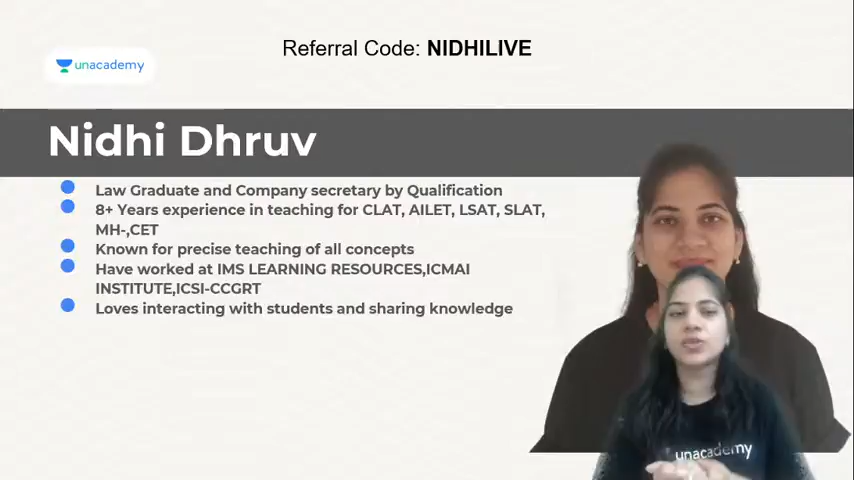 Referral Code: NIDHILIVE
unacademy
Nidhi Dhruv
Law Graduate and Company secretary by Qualification
8+ Years experience in teaching for CLAT, AILET, LSAT, SLAT,
MH-,CET
Known for precise teaching of all concepts
Have worked at IMS LEARNING RESOURCES,ICMAI
INSTITUTE,ICSI-CCGRT
Loves interacting with students and sharing knowledge
unacademy